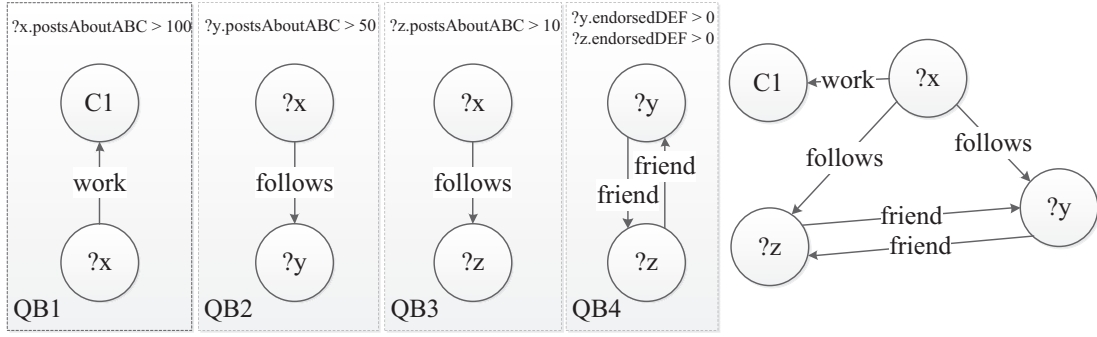 ?x.postsAboutABC > 100
C1
work
?x
QB1
?y.postsAboutABC > 50
?x
follows
?y
QB2
?z.postsAboutABC > 10
?x
follows
?z
QB3
?y.endorsedDEF > 0
?z.endorsedDEF > 0
?y
friend
friend
?z
QB4
C1
work
?x
follows
follows
?z
friend
friend
?y